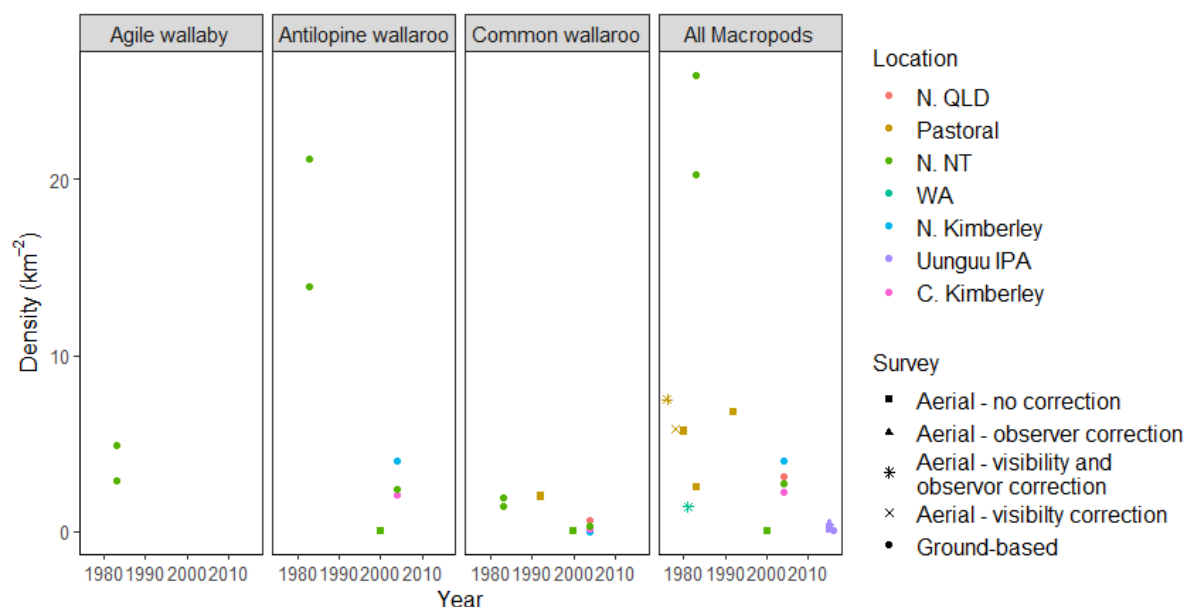 Agile wallaby
Antilopine wallaroo
Common wallaroo
All Macropods
Density (km⁻²)
20
10
0
1980 1990 2000 2010
1980 1990 2000 2010
1980 1990 2000 2010
1980 1990 2000 2010
Year
Location
N. QLD
Pastoral
N. NT
WA
N. Kimberley
Uunguu IPA
C. Kimberley
Survey
Aerial - no correction
Aerial - observer correction
Aerial - visibility and
observor correction
Aerial - visibilty correction
Ground-based